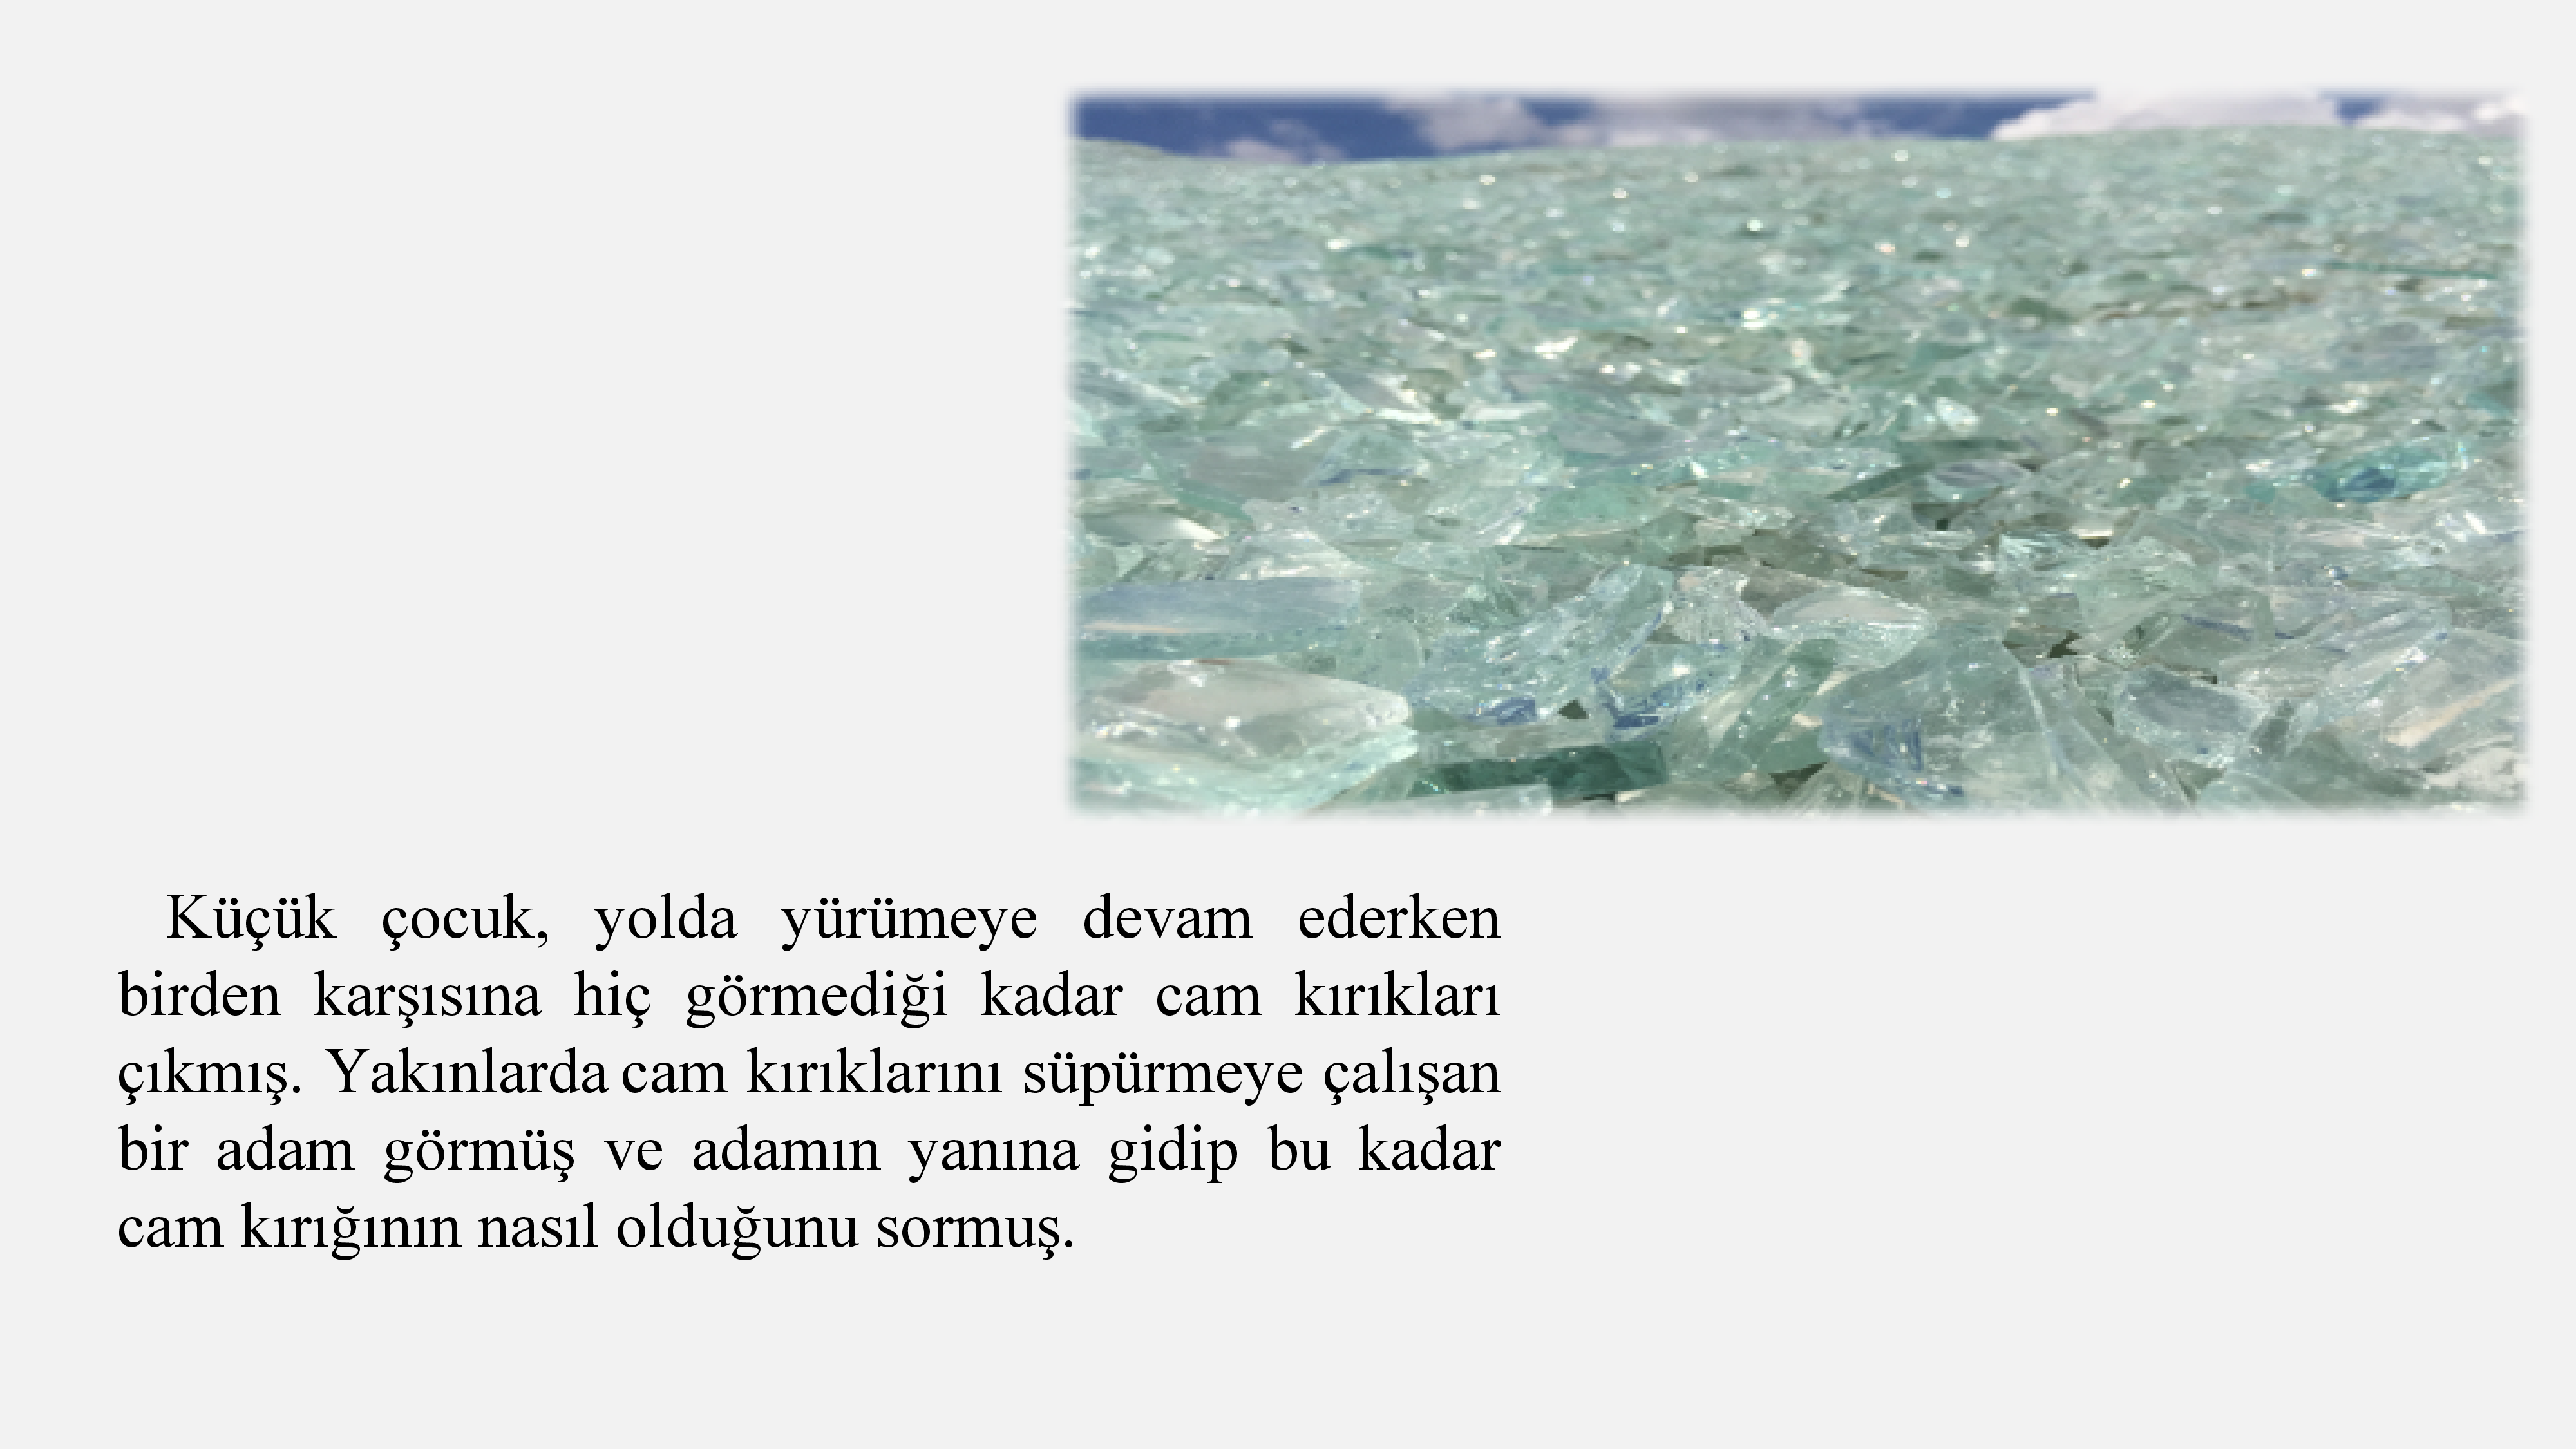 Küçük çocuk, yolda yürümeye devam ederken
birden karşısına hiç görmediği kadar cam kırıkları
çıkmış. Yakınlarda cam kırıklarını süpürmeye çalışan
bir adam görmüş ve adamın yanına gidip bu kadar
cam kırığının nasıl olduğunu sormuş.